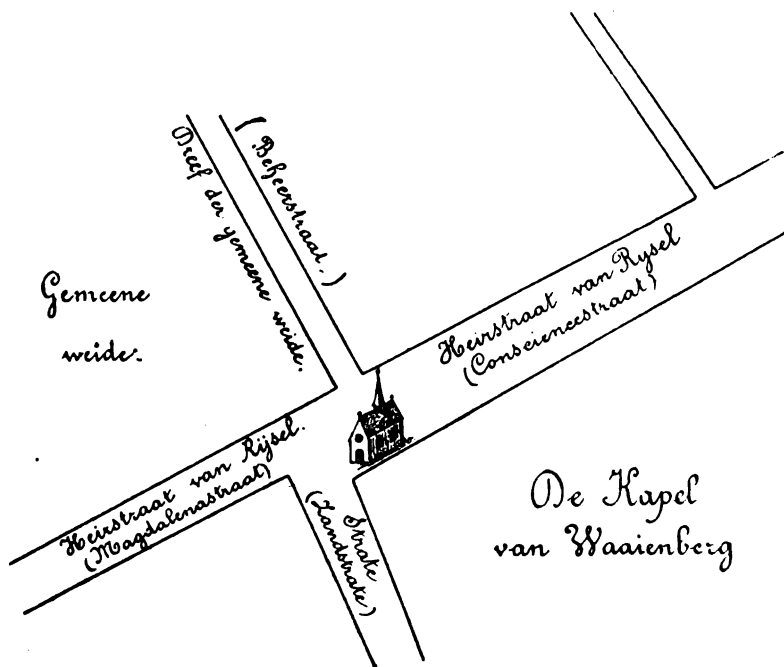 Dreef der gemeene weide.
(Beheerstraat.)
Gemeene
weide.
Heirstraat van Rysel
(Consciencestraat)
Heirstraat van Rijsel.
(Magdalenastraat)
Strate
(Zandstrate)
De Kapel
van Waaienberg